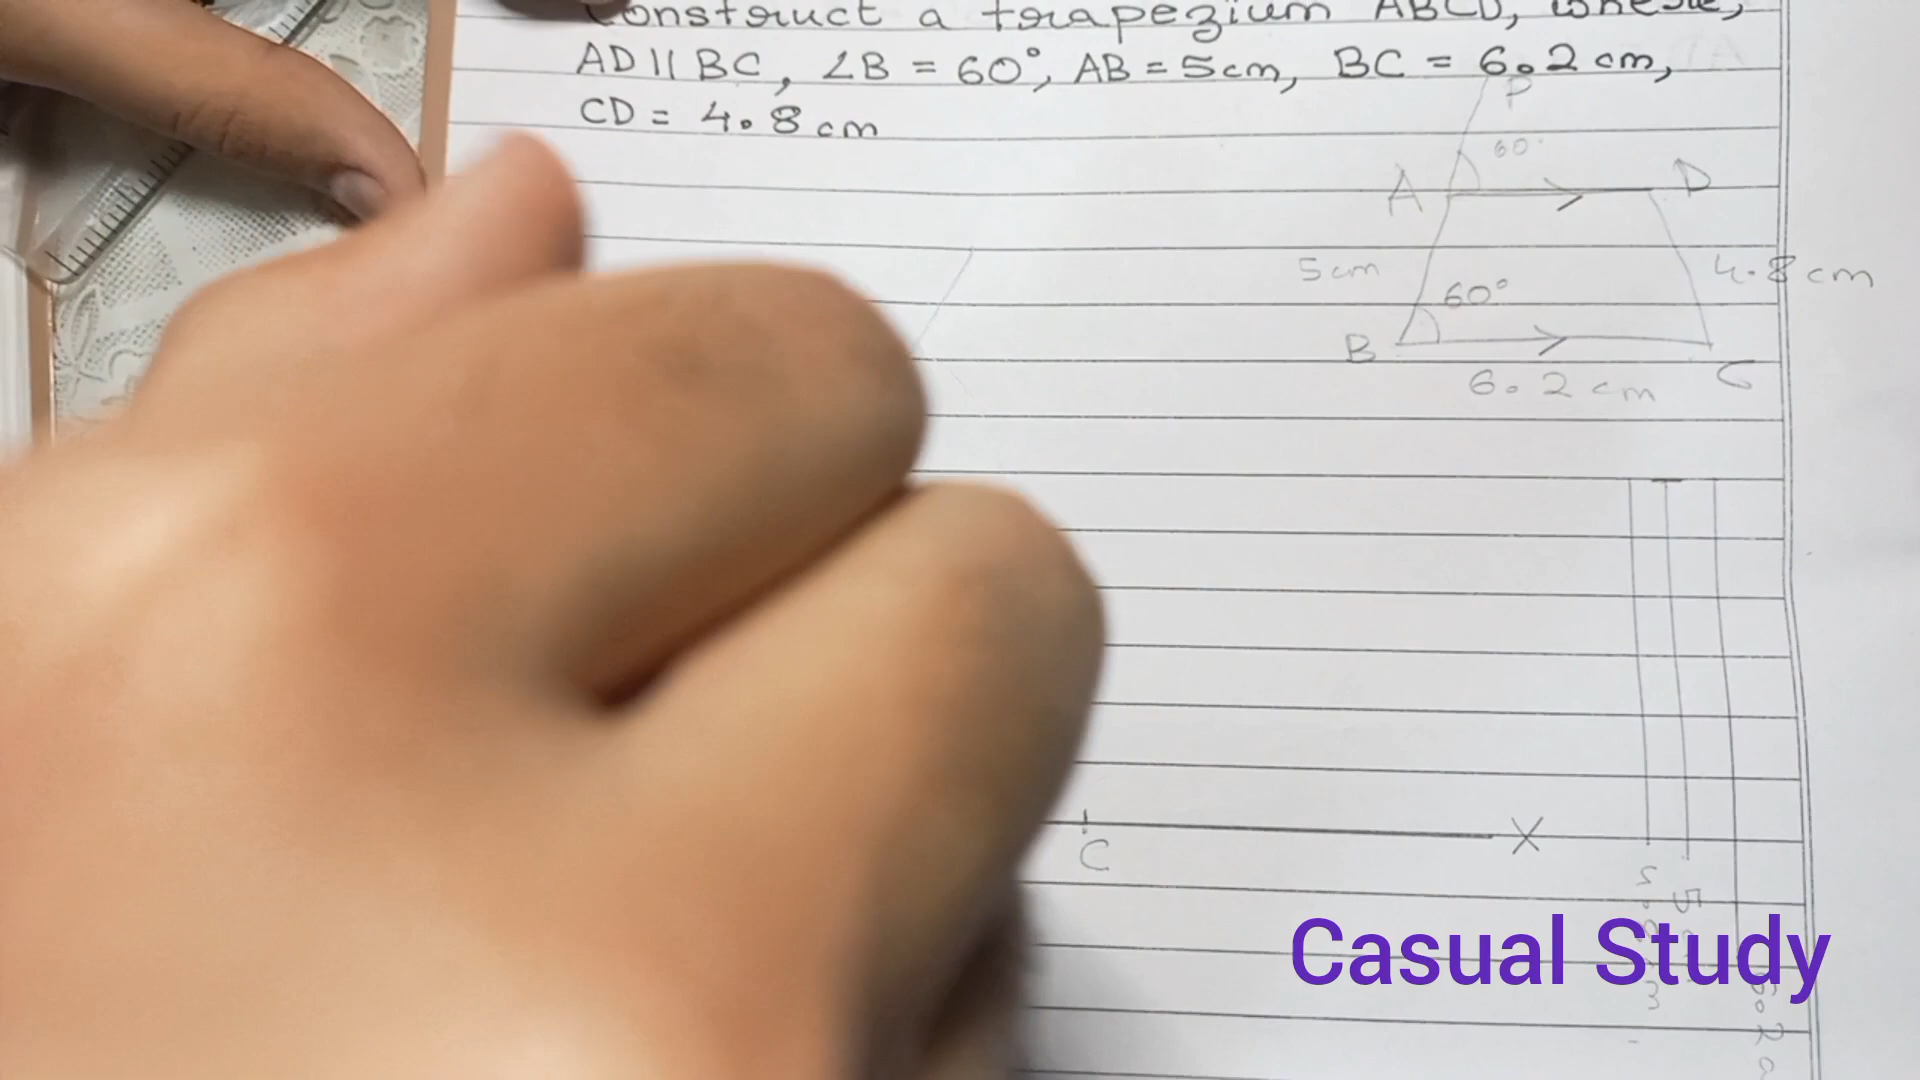 Construct a trapezium ABCD, where,
AD || BC, ∠B = 60°, AB = 5cm, BC = 6.2 cm,
CD = 4.8 cm
P
60°
A
D
5cm
4.8 cm
60°
B
C
6.2 cm
C
X
Casual Study